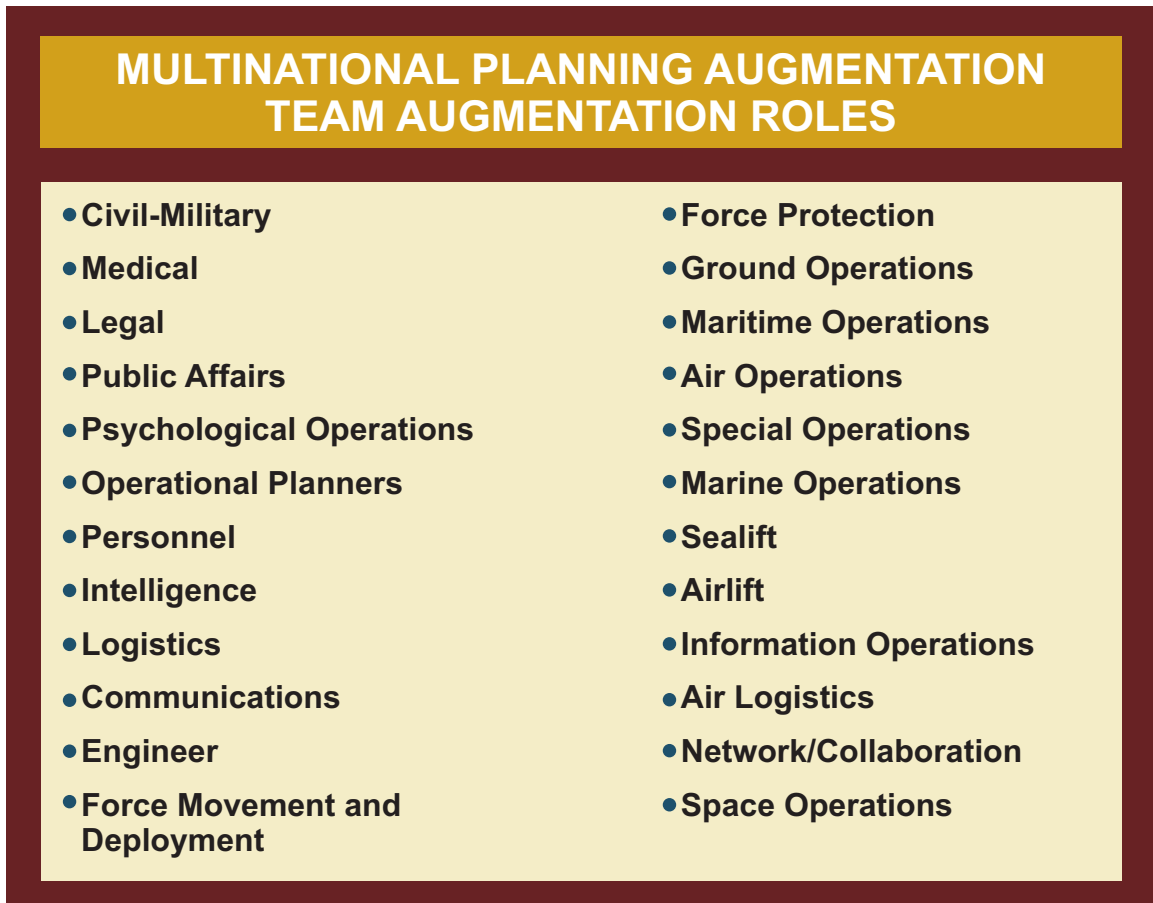 MULTINATIONAL PLANNING AUGMENTATION
TEAM AUGMENTATION ROLES
• Civil-Military
• Medical
• Legal
• Public Affairs
• Psychological Operations
• Operational Planners
• Personnel
• Intelligence
• Logistics
• Communications
• Engineer
• Force Movement and
Deployment
• Force Protection
• Ground Operations
• Maritime Operations
• Air Operations
• Special Operations
• Marine Operations
• Sealift
• Airlift
• Information Operations
• Air Logistics
• Network/Collaboration
• Space Operations